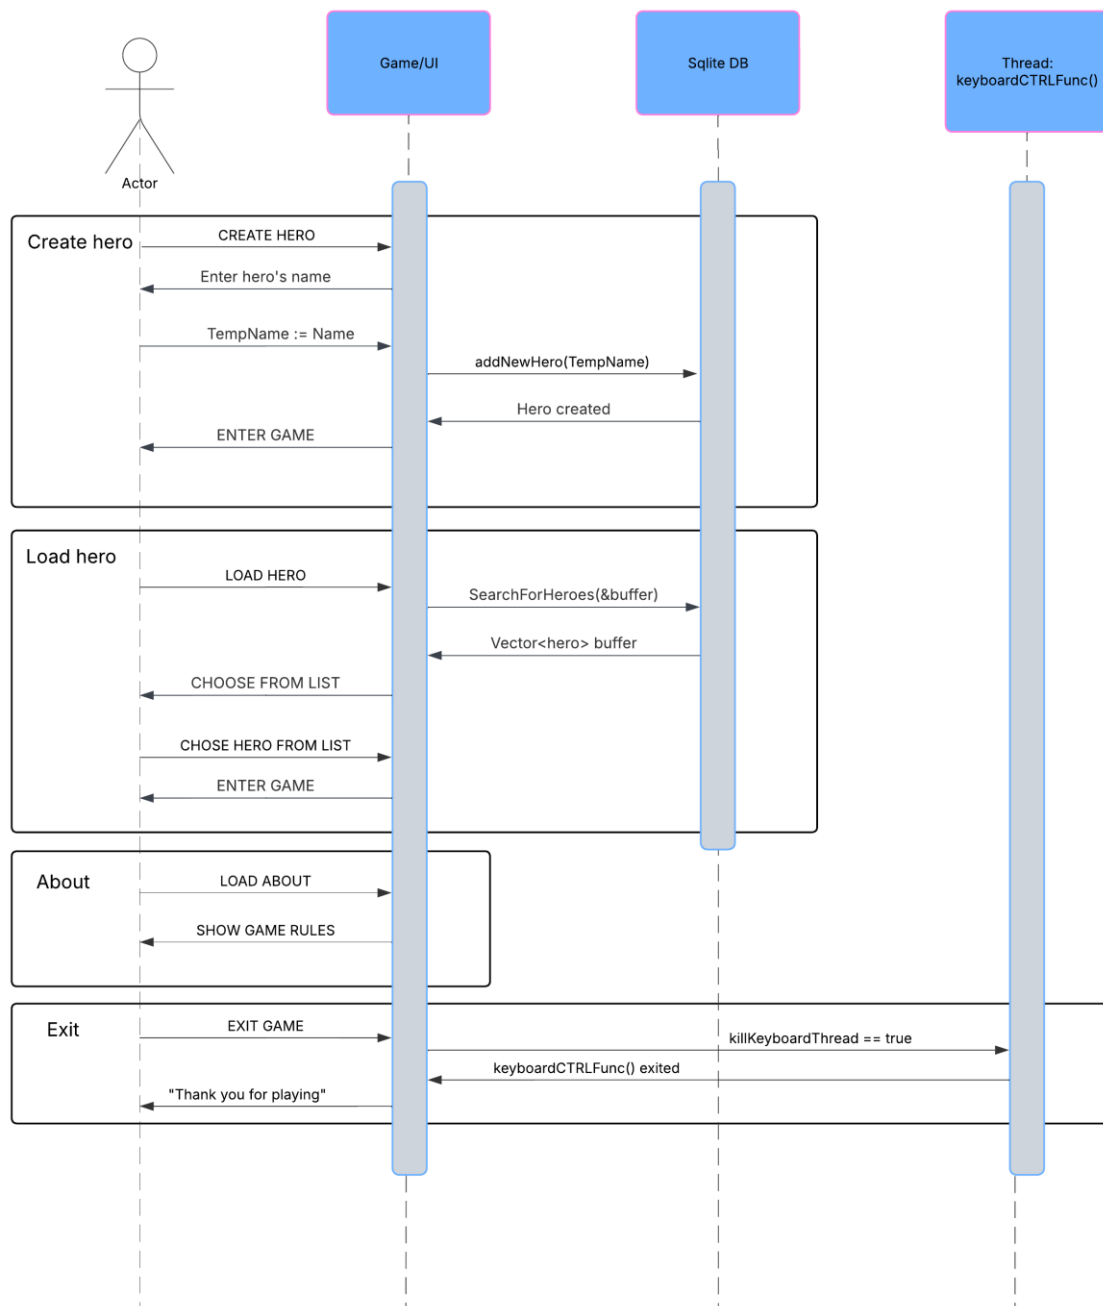 Game/UI
Sqlite DB
Thread:
keyboardCTRLFunc()
Actor
Create hero
CREATE HERO
Enter hero's name
TempName := Name
addNewHero(TempName)
Hero created
ENTER GAME
Load hero
LOAD HERO
SearchForHeroes(&buffer)
Vector<hero> buffer
CHOOSE FROM LIST
CHOSE HERO FROM LIST
ENTER GAME
About
LOAD ABOUT
SHOW GAME RULES
Exit
EXIT GAME
killKeyboardThread == true
keyboardCTRLFunc() exited
"Thank you for playing"